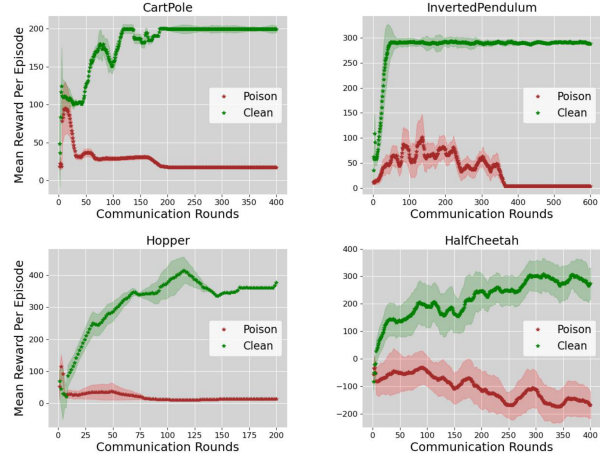 CartPole
InvertedPendulum
Mean Reward Per Episode
200
175
150
125
100
75
50
25
0
Poison
Clean
0 50 100 150 200 250 300 350 400
Communication Rounds
300
250
200
150
100
50
0
Poison
Clean
0 100 200 300 400 500 600
Communication Rounds
Hopper
HalfCheetah
Mean Reward Per Episode
400
300
200
100
0
Poison
Clean
0 25 50 75 100 125 150 175 200
Communication Rounds
400
300
200
100
0
−100
−200
Poison
Clean
0 50 100 150 200 250 300 350 400
Communication Rounds